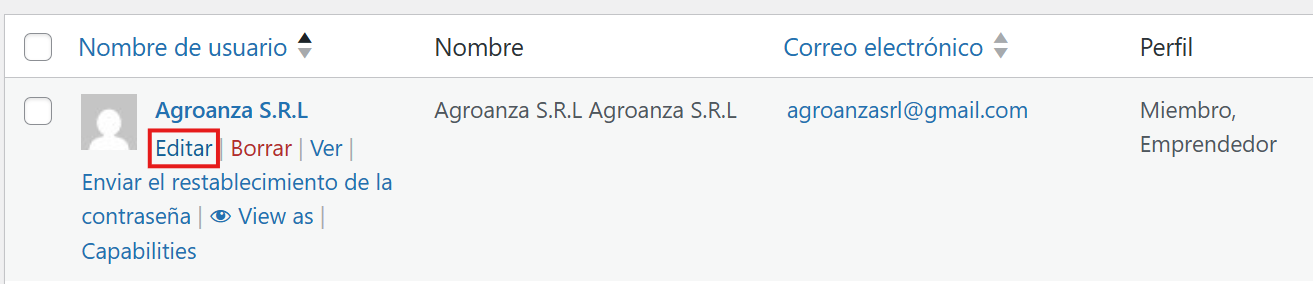 Nombre de usuario Nombre Correo electrónico Perfil
Agroanza S.R.L Agroanza S.R.L Agroanza S.R.L agroanzasrl@gmail.com Miembro,
Editar | Borrar | Ver | Emprendedor
Enviar el restablecimiento de la
contraseña | View as |
Capabilities